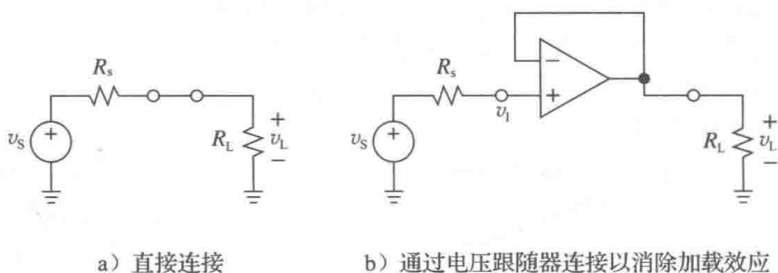 R_s
v_S
+
R_L
+
v_L
−
a）直接连接
R_s
v_S
+
v_I
−
+
R_L
+
v_L
−
b）通过电压跟随器连接以消除加载效应